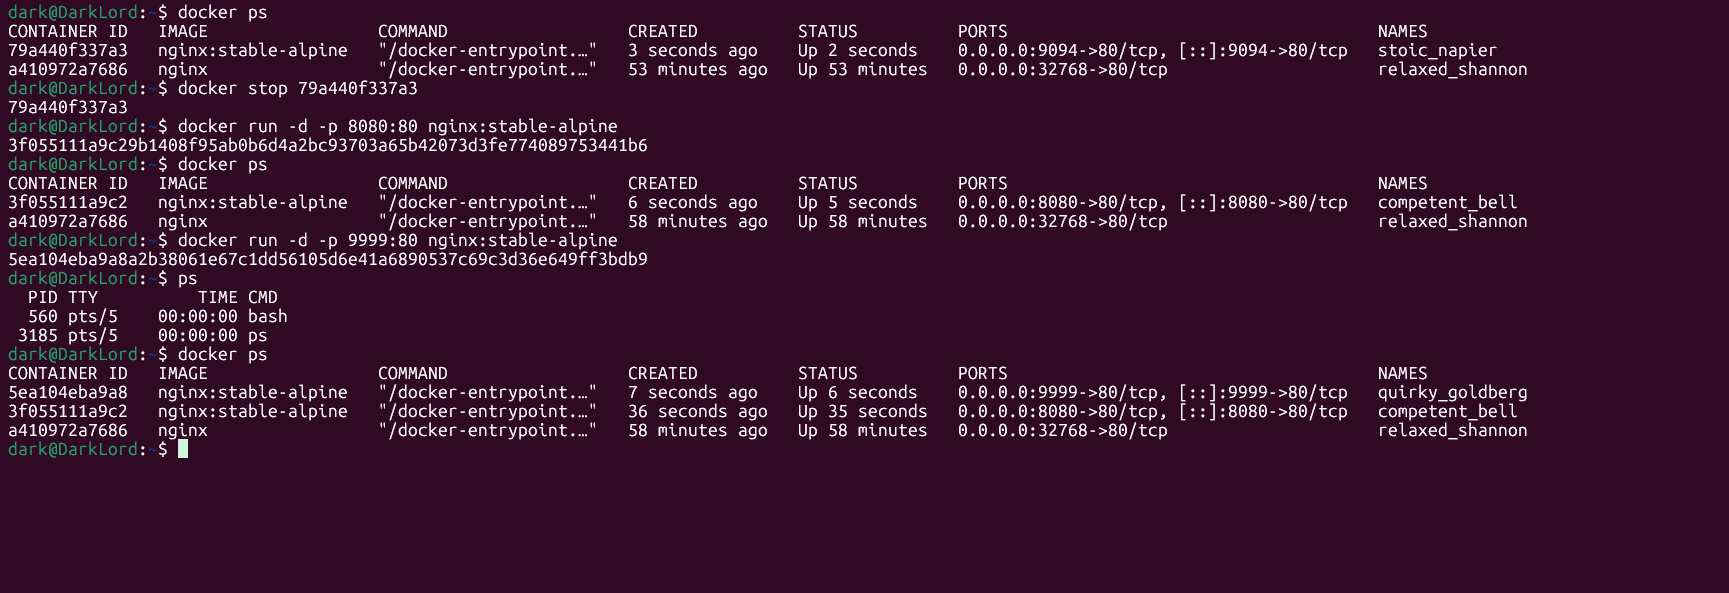 dark@DarkLord:~$ docker ps
CONTAINER ID   IMAGE                 COMMAND                  CREATED          STATUS          PORTS                                     NAMES
79a440f337a3   nginx:stable-alpine   "/docker-entrypoint.…"   3 seconds ago    Up 2 seconds    0.0.0.0:9094->80/tcp, [::]:9094->80/tcp   stoic_napier
a410972a7686   nginx                 "/docker-entrypoint.…"   53 minutes ago   Up 53 minutes   0.0.0.0:32768->80/tcp                     relaxed_shannon
dark@DarkLord:~$ docker stop 79a440f337a3
79a440f337a3
dark@DarkLord:~$ docker run -d -p 8080:80 nginx:stable-alpine
3f055111a9c29b1408f95ab0b6d4a2bc93703a65b42073d3fe774089753441b6
dark@DarkLord:~$ docker ps
CONTAINER ID   IMAGE                 COMMAND                  CREATED          STATUS          PORTS                                     NAMES
3f055111a9c2   nginx:stable-alpine   "/docker-entrypoint.…"   6 seconds ago    Up 5 seconds    0.0.0.0:8080->80/tcp, [::]:8080->80/tcp   competent_bell
a410972a7686   nginx                 "/docker-entrypoint.…"   58 minutes ago   Up 58 minutes   0.0.0.0:32768->80/tcp                     relaxed_shannon
dark@DarkLord:~$ docker run -d -p 9999:80 nginx:stable-alpine
5ea104eba9a8a2b38061e67c1dd56105d6e41a6890537c69c3d36e649ff3bdb9
dark@DarkLord:~$ ps
    PID TTY          TIME CMD
    560 pts/5    00:00:00 bash
   3185 pts/5    00:00:00 ps
dark@DarkLord:~$ docker ps
CONTAINER ID   IMAGE                 COMMAND                  CREATED          STATUS          PORTS                                     NAMES
5ea104eba9a8   nginx:stable-alpine   "/docker-entrypoint.…"   7 seconds ago    Up 6 seconds    0.0.0.0:9999->80/tcp, [::]:9999->80/tcp   quirky_goldberg
3f055111a9c2   nginx:stable-alpine   "/docker-entrypoint.…"   36 seconds ago   Up 35 seconds   0.0.0.0:8080->80/tcp, [::]:8080->80/tcp   competent_bell
a410972a7686   nginx                 "/docker-entrypoint.…"   58 minutes ago   Up 58 minutes   0.0.0.0:32768->80/tcp                     relaxed_shannon
dark@DarkLord:~$